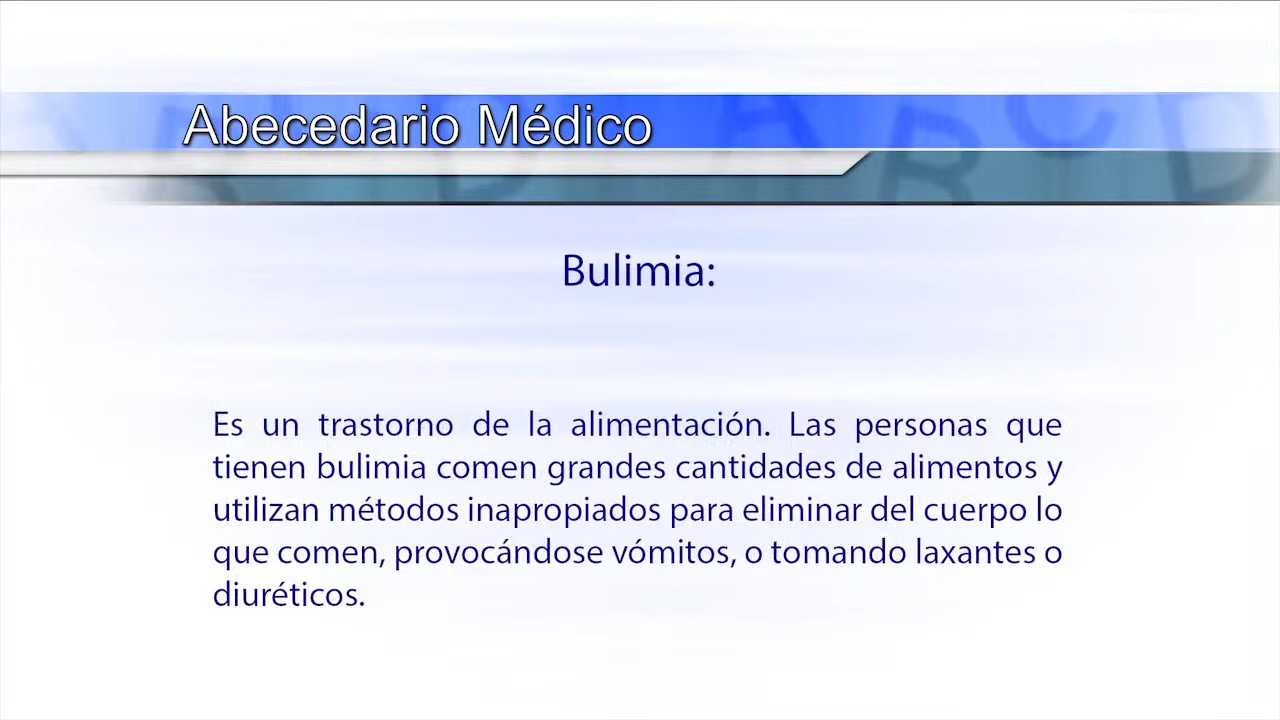 Abecedario Médico
Bulimia:
Es un trastorno de la alimentación. Las personas que
tienen bulimia comen grandes cantidades de alimentos y
utilizan métodos inapropiados para eliminar del cuerpo lo
que comen, provocándose vómitos, o tomando laxantes o
diuréticos.